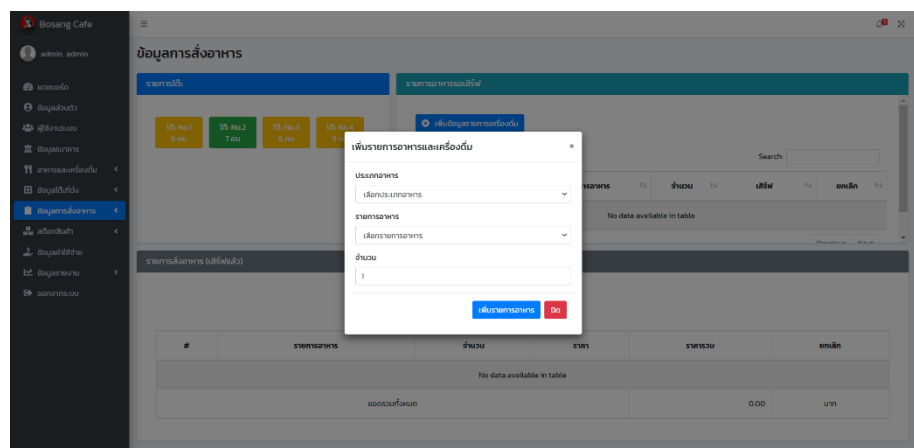 Bosang Cafe
admin admin
แดชบอร์ด
ข้อมูลส่วนตัว
ผู้ใช้งานระบบ
ข้อมูลธนาคาร
อาหารและเครื่องดื่ม
ข้อมูลโต๊ะที่นั่ง
ข้อมูลการสั่งอาหาร
สต๊อกสินค้า
ข้อมูลค่าใช้จ่าย
ข้อมูลรายงาน
ออกจากระบบ
ข้อมูลการสั่งอาหาร
รายการโต๊ะ
โต๊ะ No.1
6 คน
โต๊ะ No.2
7 คน
โต๊ะ No.3
6 คน
โต๊ะ No.4
รายการอาหารรอเสิร์ฟ
เพิ่มข้อมูลรายการเครื่องดื่ม
Search:
จำนวน เสิร์ฟ ยกเลิก
No data available in table
Previous Next
เพิ่มรายการอาหารและเครื่องดื่ม ×
ประเภทอาหาร
เลือกประเภทอาหาร
รายการอาหาร
เลือกรายการอาหาร
จำนวน
1
เพิ่มรายการอาหาร ปิด
รายการสั่งอาหาร (เสิร์ฟแล้ว)
# รายการอาหาร จำนวน ราคา ราคารวม ยกเลิก
No data available in table
ยอดรวมทั้งหมด 0.00 บาท